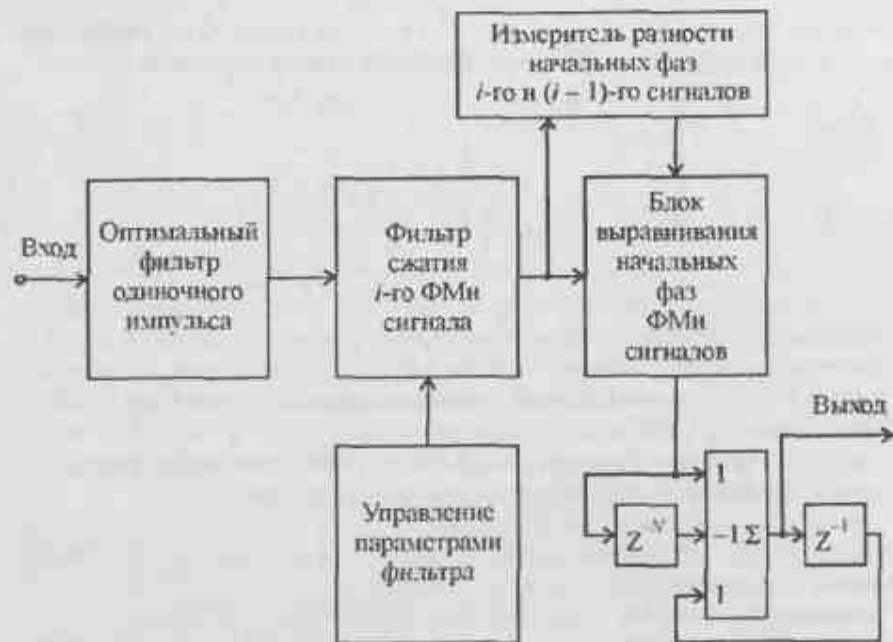 Измеритель разности
начальных фаз
i-го и (i – 1)-го сигналов
Вход
Оптимальный
фильтр
одиночного
импульса
Фильтр
сжатия
i-го ФМн
сигнала
Блок
выравнивания
начальных
фаз
ФМн
сигналов
Управление
параметрами
фильтра
Выход
1
Z⁻ᴺ
–1 Σ
Z⁻¹
1